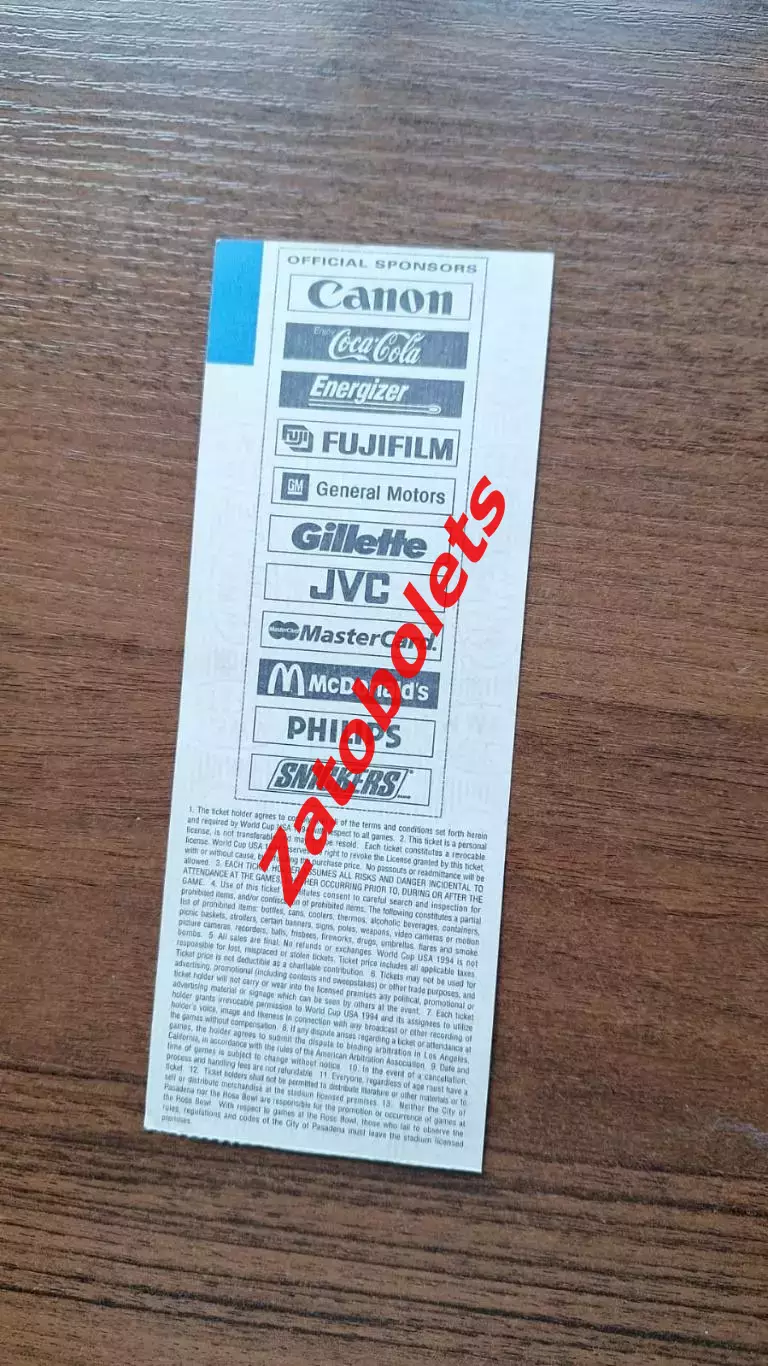 OFFICIAL SPONSORS
Canon
Enjoy
Coca-Cola
Energizer
FUJI FUJIFILM
GM General Motors
Gillette
JVC
MasterCard MasterCard.
McDonald's
PHILIPS
SNICKERS
Zatobolets
1. The ticket holder agrees to of the terms and conditions set forth herein
and required by World Cup USA 1994 with respect to all games. 2. This ticket is a personal
license, is not transferable and may be resold. Each ticket constitutes a revocable
license. World Cup USA right to revoke the License granted by this ticket,
with or without cause, by the purchase price. No passouts or readmittance will be
allowed. 3. EACH TICKET HOLDER ASSUMES ALL RISKS AND DANGER INCIDENTAL TO
ATTENDANCE AT THE GAMES OCCURRING PRIOR TO, DURING OR AFTER THE
GAME. 4. Use of this ticket constitutes consent to careful search and inspection for
prohibited items, and/or confiscation of prohibited items. The following constitutes a partial
list of prohibited items: bottles, cans, coolers, thermos, alcoholic beverages, containers,
picnic baskets, strollers, certain banners, signs, poles, weapons, video cameras or motion
picture cameras, recorders, balls, frisbees, fireworks, drugs, umbrellas, flares and smoke
bombs. 5. All sales are final. No refunds or exchanges. World Cup USA 1994 is not
responsible for lost, misplaced or stolen tickets. Ticket price includes all applicable taxes.
Ticket price is not deductible as a charitable contribution. 6. Tickets may not be used for
advertising, promotional (including contests and sweepstakes) or other trade purposes, and
ticket holder will not carry or wear into the licensed premises any political, promotional or
advertising material or signage which can be seen by others at the event. 7. Each ticket
holder grants irrevocable permission to World Cup USA 1994 and its assignees to utilize
holder's voice, image and likeness in connection with any broadcast or other recording of
the games without compensation. 8. If any dispute arises regarding a ticket or attendance at
games, the holder agrees to submit the dispute to binding arbitration in Los Angeles,
California, in accordance with the rules of the American Arbitration Association. 9. Date and
time of games is subject to change without notice. 10. In the event of a cancellation,
process and handling fees are not refundable. 11. Everyone, regardless of age must have a
ticket. 12. Ticket holders shall not be permitted to distribute literature or other materials or to
sell or distribute merchandise at the stadium licensed premises. 13. Neither the City of
Pasadena nor the Rose Bowl are responsible for the promotion or occurrence of games at
the Rose Bowl. With respect to games at the Rose Bowl, those who fail to observe the
rules, regulations and codes of the City of Pasadena must leave the stadium licensed
premises.